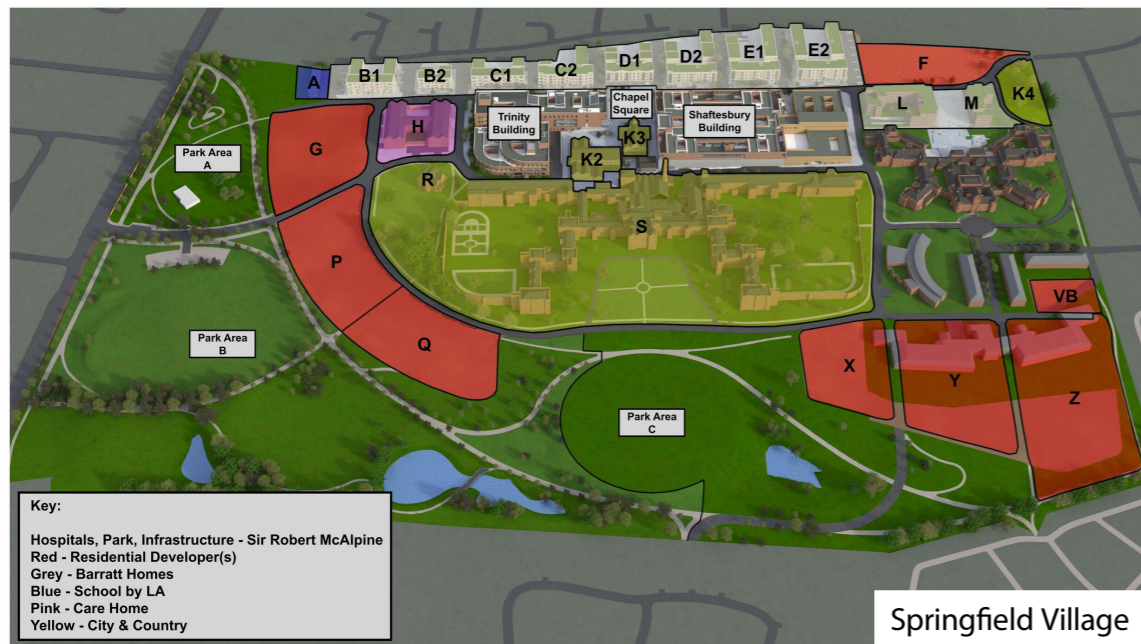 A
B1
B2
C1
C2
D1
D2
E1
E2
F
G
H
Trinity
Building
Chapel
Square
K3
K2
Shaftesbury
Building
L
M
K4
Park Area
A
R
S
P
Q
Park Area
B
Park Area
C
VB
X
Y
Z
Key:
Hospitals, Park, Infrastructure - Sir Robert McAlpine
Red - Residential Developer(s)
Grey - Barratt Homes
Blue - School by LA
Pink - Care Home
Yellow - City & Country
Springfield Village